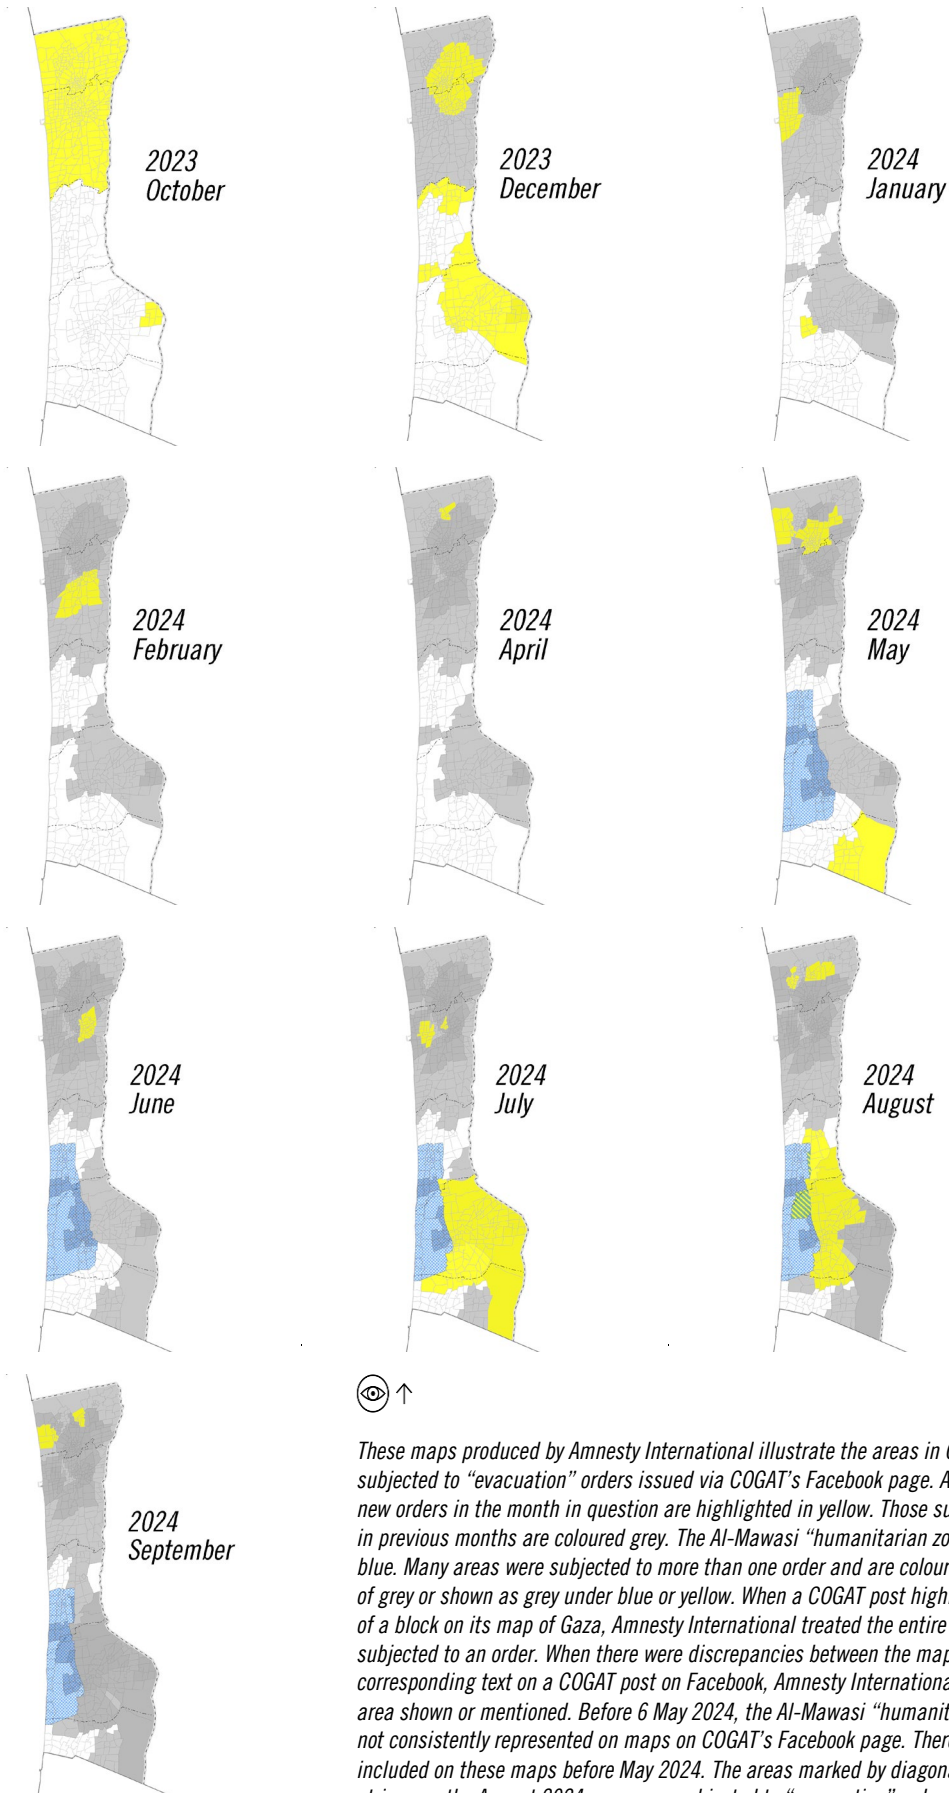 2023
October
2023
December
2024
January
2024
February
2024
April
2024
May
2024
June
2024
July
2024
August
2024
September
These maps produced by Amnesty International illustrate the areas in
subjected to “evacuation” orders issued via COGAT’s Facebook page.
new orders in the month in question are highlighted in yellow. Those
in previous months are coloured grey. The Al-Mawasi “humanitarian
blue. Many areas were subjected to more than one order and are
of grey or shown as grey under blue or yellow. When a COGAT post
of a block on its map of Gaza, Amnesty International treated the entire
subjected to an order. When there were discrepancies between the
corresponding text on a COGAT post on Facebook, Amnesty
area shown or mentioned. Before 6 May 2024, the Al-Mawasi
not consistently represented on maps on COGAT’s Facebook page.
included on these maps before May 2024. The areas marked by